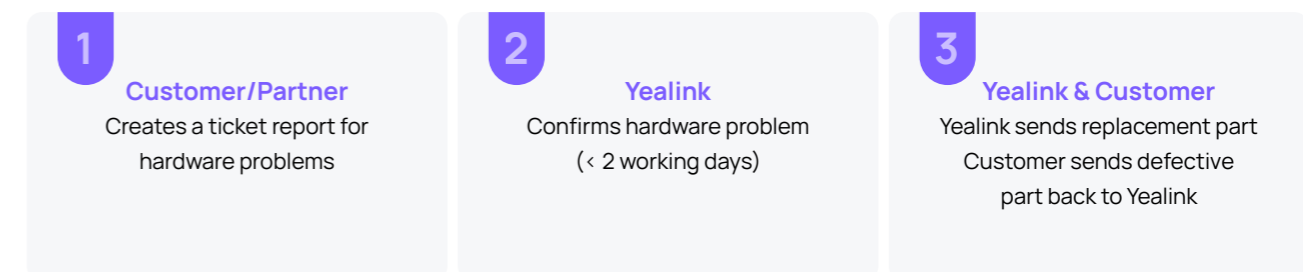 1
Customer/Partner
Creates a ticket report for
hardware problems
2
Yealink
Confirms hardware problem
(< 2 working days)
3
Yealink & Customer
Yealink sends replacement part
Customer sends defective
part back to Yealink